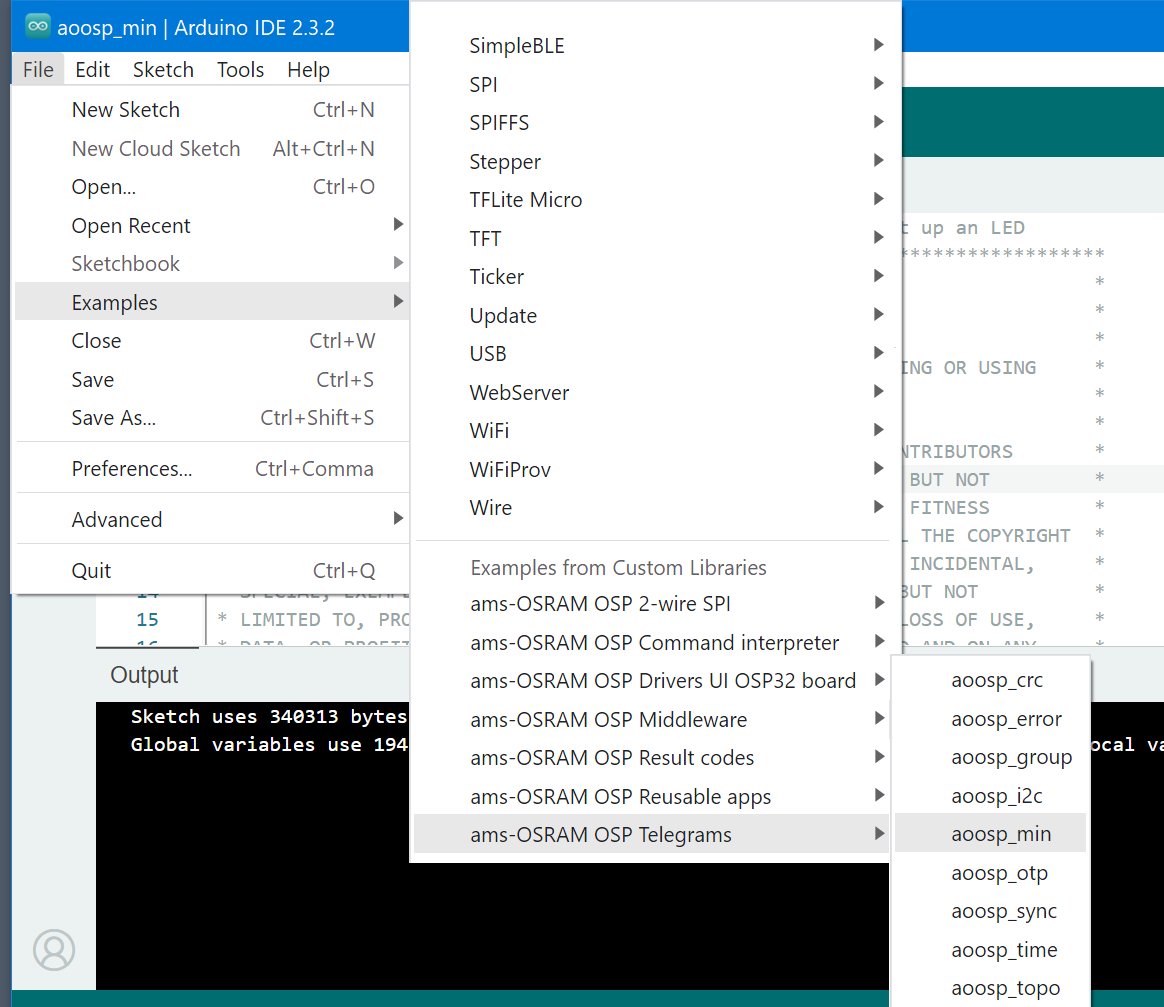 aoosp_min | Arduino IDE 2.3.2
File Edit Sketch Tools Help
New Sketch Ctrl+N
New Cloud Sketch Alt+Ctrl+N
Open... Ctrl+O
Open Recent
Sketchbook
Examples
Close Ctrl+W
Save Ctrl+S
Save As... Ctrl+Shift+S
Preferences... Ctrl+Comma
Advanced
Quit Ctrl+Q
SimpleBLE
SPI
SPIFFS
Stepper
TFLite Micro
TFT
Ticker
Update
USB
WebServer
WiFi
WiFiProv
Wire
Examples from Custom Libraries
ams-OSRAM OSP 2-wire SPI
ams-OSRAM OSP Command interpreter
ams-OSRAM OSP Drivers UI OSP32 board
ams-OSRAM OSP Middleware
ams-OSRAM OSP Result codes
ams-OSRAM OSP Reusable apps
ams-OSRAM OSP Telegrams
aoosp_crc
aoosp_error
aoosp_group
aoosp_i2c
aoosp_min
aoosp_otp
aoosp_sync
aoosp_time
aoosp_topo
t up an LED
******************
*
*
*
ING OR USING *
*
*
NTRIBUTORS *
BUT NOT *
FITNESS *
THE COPYRIGHT *
INCIDENTAL, *
BUT NOT *
LOSS OF USE, *
AND ON ANY *
14 * SPECIAL, EXEMP
15 * LIMITED TO, PRO
16 * DATA, OR PROFIT
Output
Sketch uses 340313 bytes
Global variables use 194
ocal va